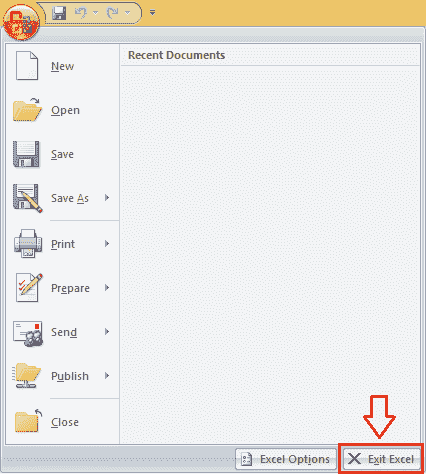 Recent Documents
New
Open
Save
Save As
Print
Prepare
Send
Publish
Close
Excel Options
Exit Excel